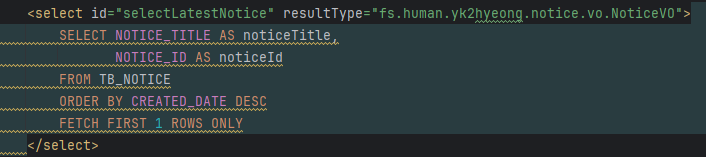 <select id="selectLatestNotice" resultType="fs.human.yk2hyeong.notice.vo.NoticeVO">
SELECT NOTICE_TITLE AS noticeTitle,
NOTICE_ID AS noticeId
FROM TB_NOTICE
ORDER BY CREATED_DATE DESC
FETCH FIRST 1 ROWS ONLY
</select>